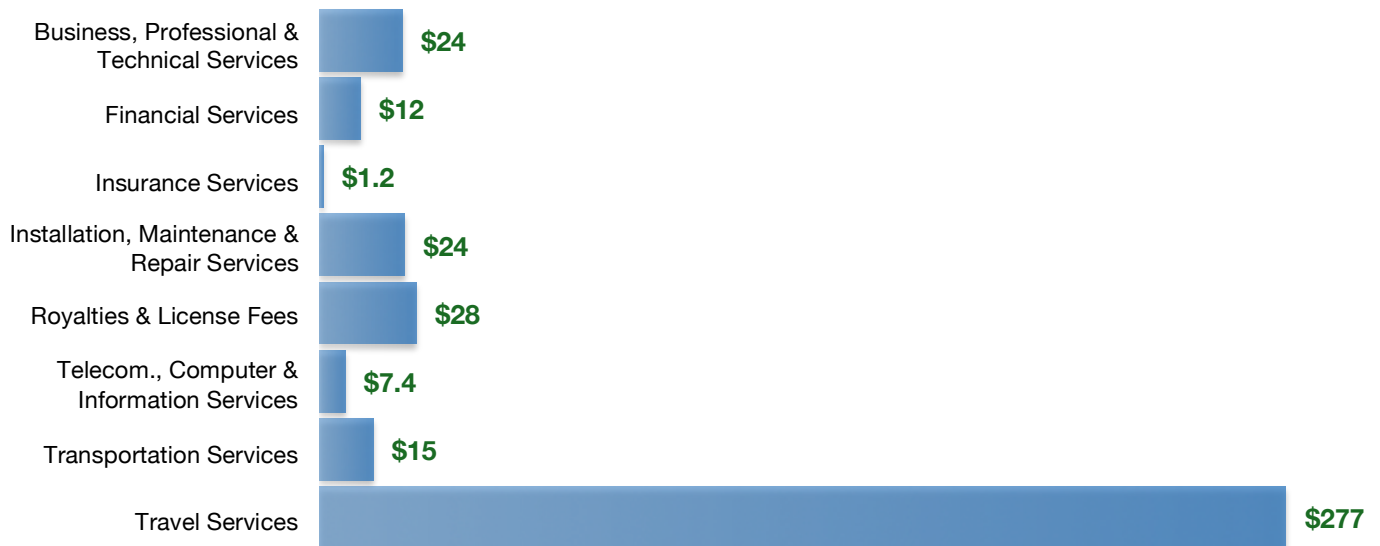 Business, Professional &
Technical Services
$24
Financial Services
$12
Insurance Services
$1.2
Installation, Maintenance &
Repair Services
$24
Royalties & License Fees
$28
Telecom., Computer &
Information Services
$7.4
Transportation Services
$15
Travel Services
$277